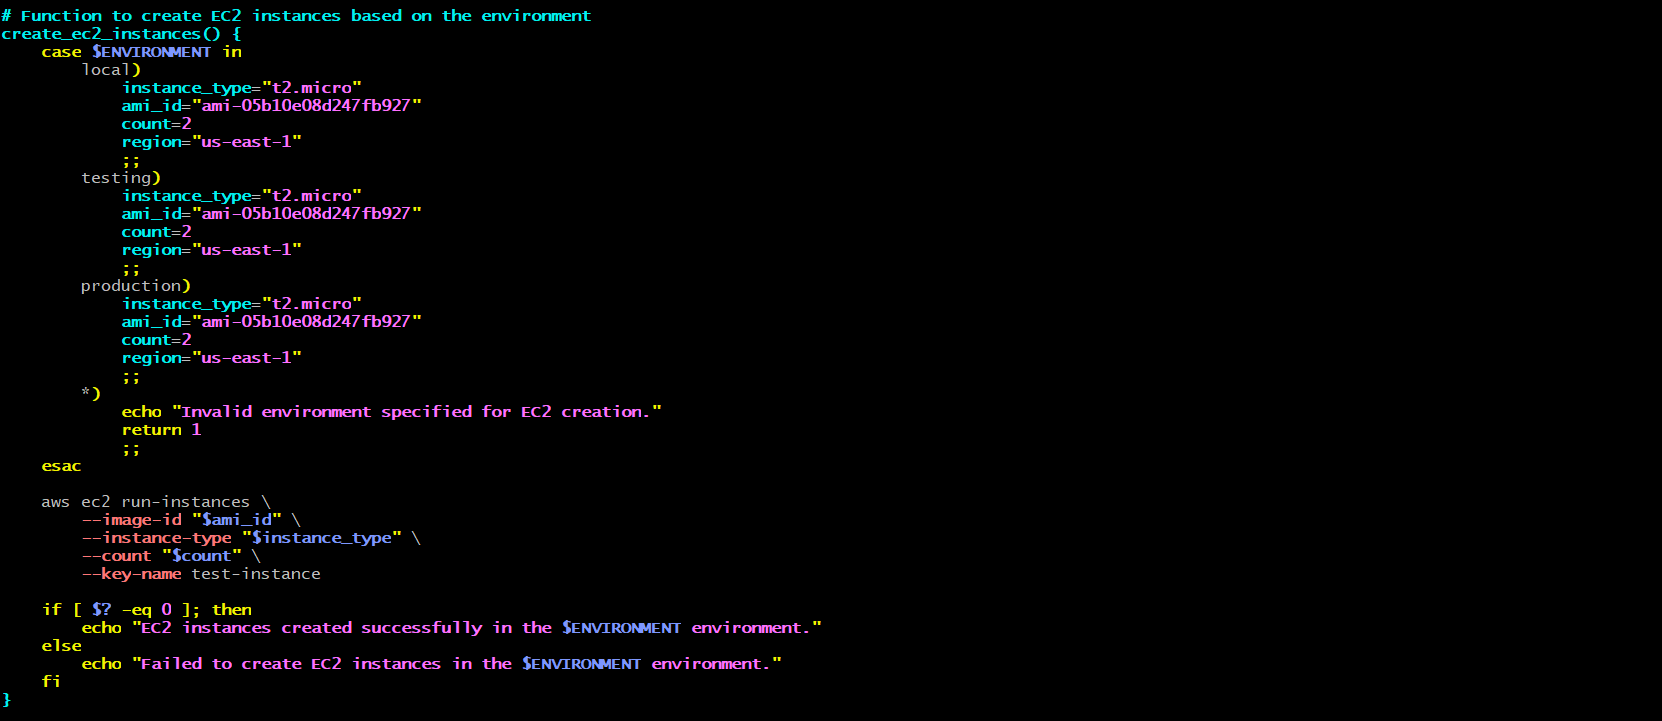 # Function to create EC2 instances based on the environment
create_ec2_instances() {
    case $ENVIRONMENT in
        local)
            instance_type="t2.micro"
            ami_id="ami-05b10e08d247fb927"
            count=2
            region="us-east-1"
            ;;
        testing)
            instance_type="t2.micro"
            ami_id="ami-05b10e08d247fb927"
            count=2
            region="us-east-1"
            ;;
        production)
            instance_type="t2.micro"
            ami_id="ami-05b10e08d247fb927"
            count=2
            region="us-east-1"
            ;;
        *)
            echo "Invalid environment specified for EC2 creation."
            return 1
            ;;
    esac

    aws ec2 run-instances \
        --image-id "$ami_id" \
        --instance-type "$instance_type" \
        --count "$count" \
        --key-name test-instance

    if [ $? -eq 0 ]; then
        echo "EC2 instances created successfully in the $ENVIRONMENT environment."
    else
        echo "Failed to create EC2 instances in the $ENVIRONMENT environment."
    fi
}